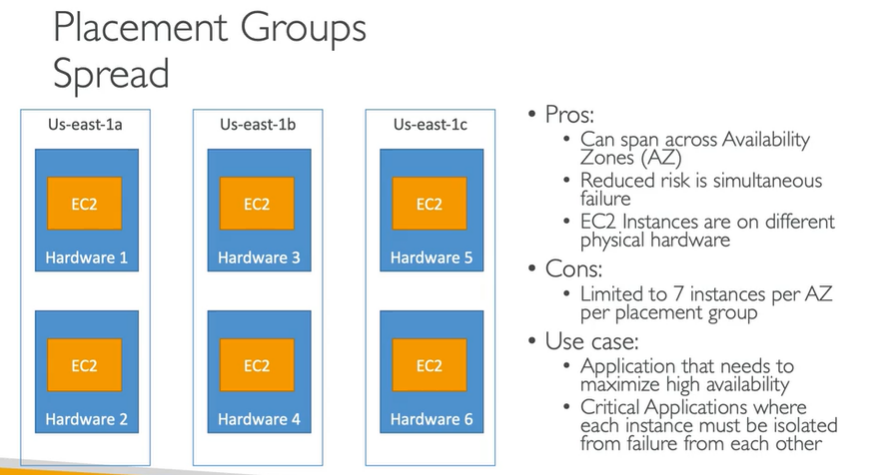 Placement Groups
Spread
Us-east-1a
Us-east-1b
Us-east-1c
EC2
EC2
EC2
Hardware 1
Hardware 3
Hardware 5
EC2
EC2
EC2
Hardware 2
Hardware 4
Hardware 6
• Pros:
• Can span across Availability
Zones (AZ)
• Reduced risk is simultaneous
failure
• EC2 Instances are on different
physical hardware
• Cons:
• Limited to 7 instances per AZ
per placement group
• Use case:
• Application that needs to
maximize high availability
• Critical Applications where
each instance must be isolated
from failure from each other